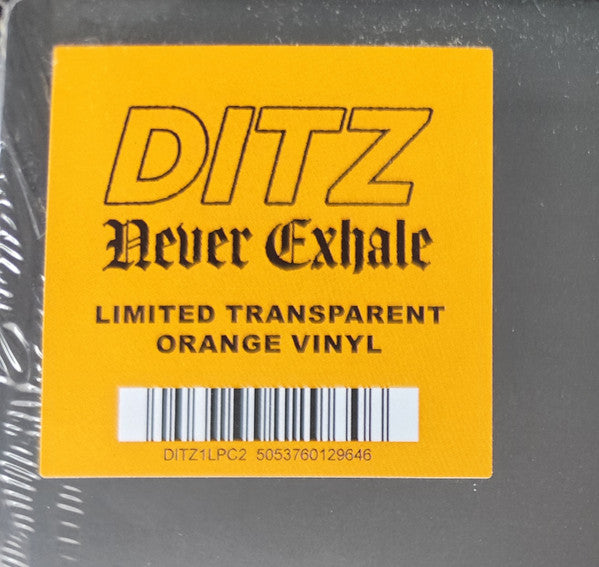 DITZ
Never Exhale
LIMITED TRANSPARENT
ORANGE VINYL
DITZ1LPC2 5053760129646